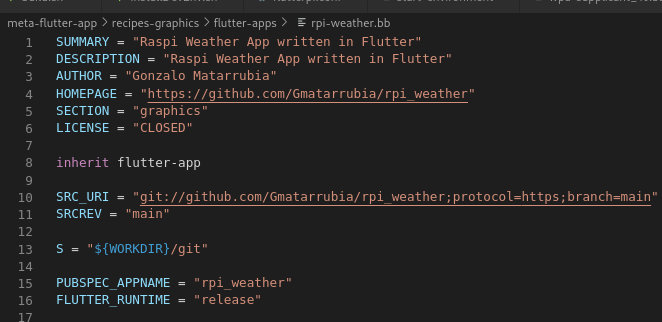 meta-flutter-app > recipes-graphics > flutter-apps > rpi-weather.bb
1 SUMMARY = "Raspi Weather App written in Flutter"
2 DESCRIPTION = "Raspi Weather App written in Flutter"
3 AUTHOR = "Gonzalo Matarrubia"
4 HOMEPAGE = "https://github.com/Gmatarrubia/rpi_weather"
5 SECTION = "graphics"
6 LICENSE = "CLOSED"
7
8 inherit flutter-app
9
10 SRC_URI = "git://github.com/Gmatarrubia/rpi_weather;protocol=https;branch=main"
11 SRCREV = "main"
12
13 S = "${WORKDIR}/git"
14
15 PUBSPEC_APPNAME = "rpi_weather"
16 FLUTTER_RUNTIME = "release"
17